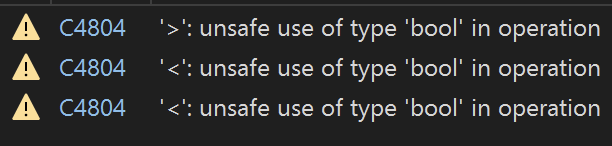 C4804 '>': unsafe use of type 'bool' in operation
C4804 '<': unsafe use of type 'bool' in operation
C4804 '<': unsafe use of type 'bool' in operation